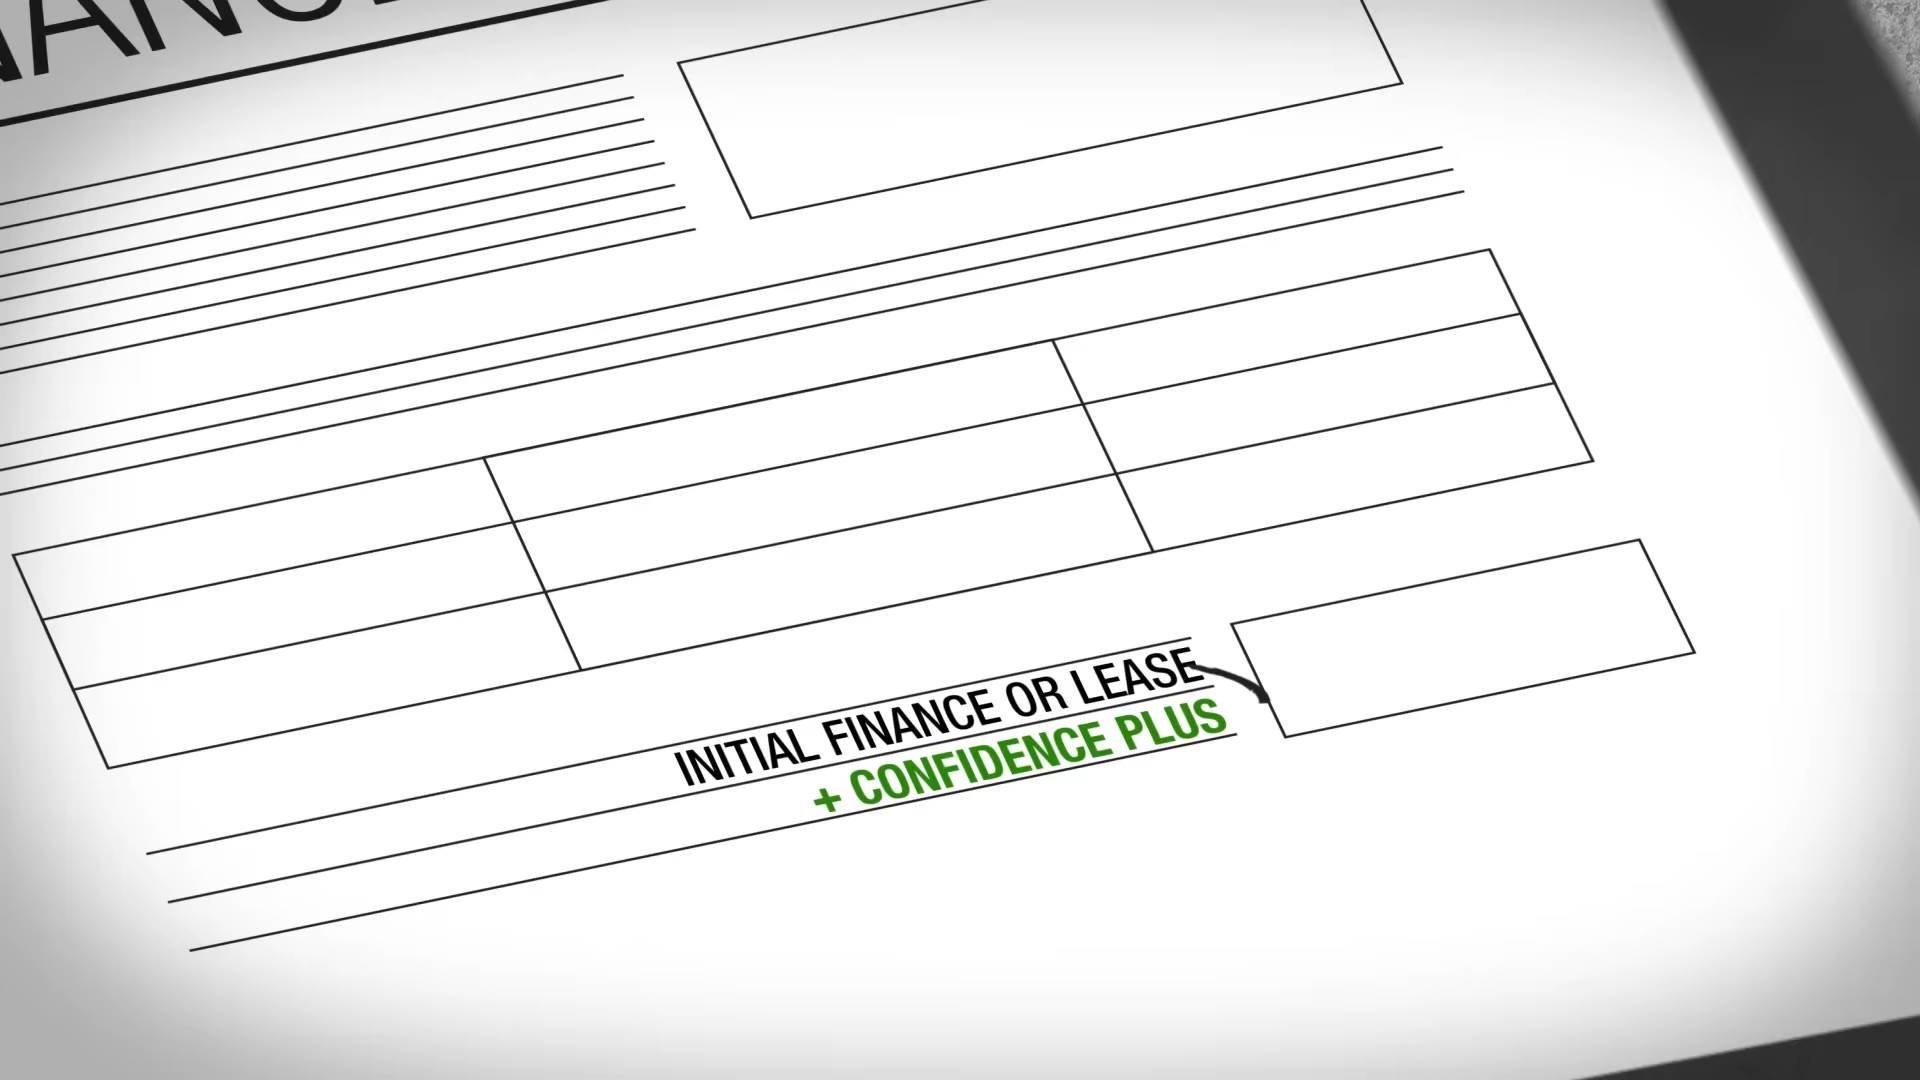 INITIAL FINANCE OR LEASE
+ CONFIDENCE PLUS